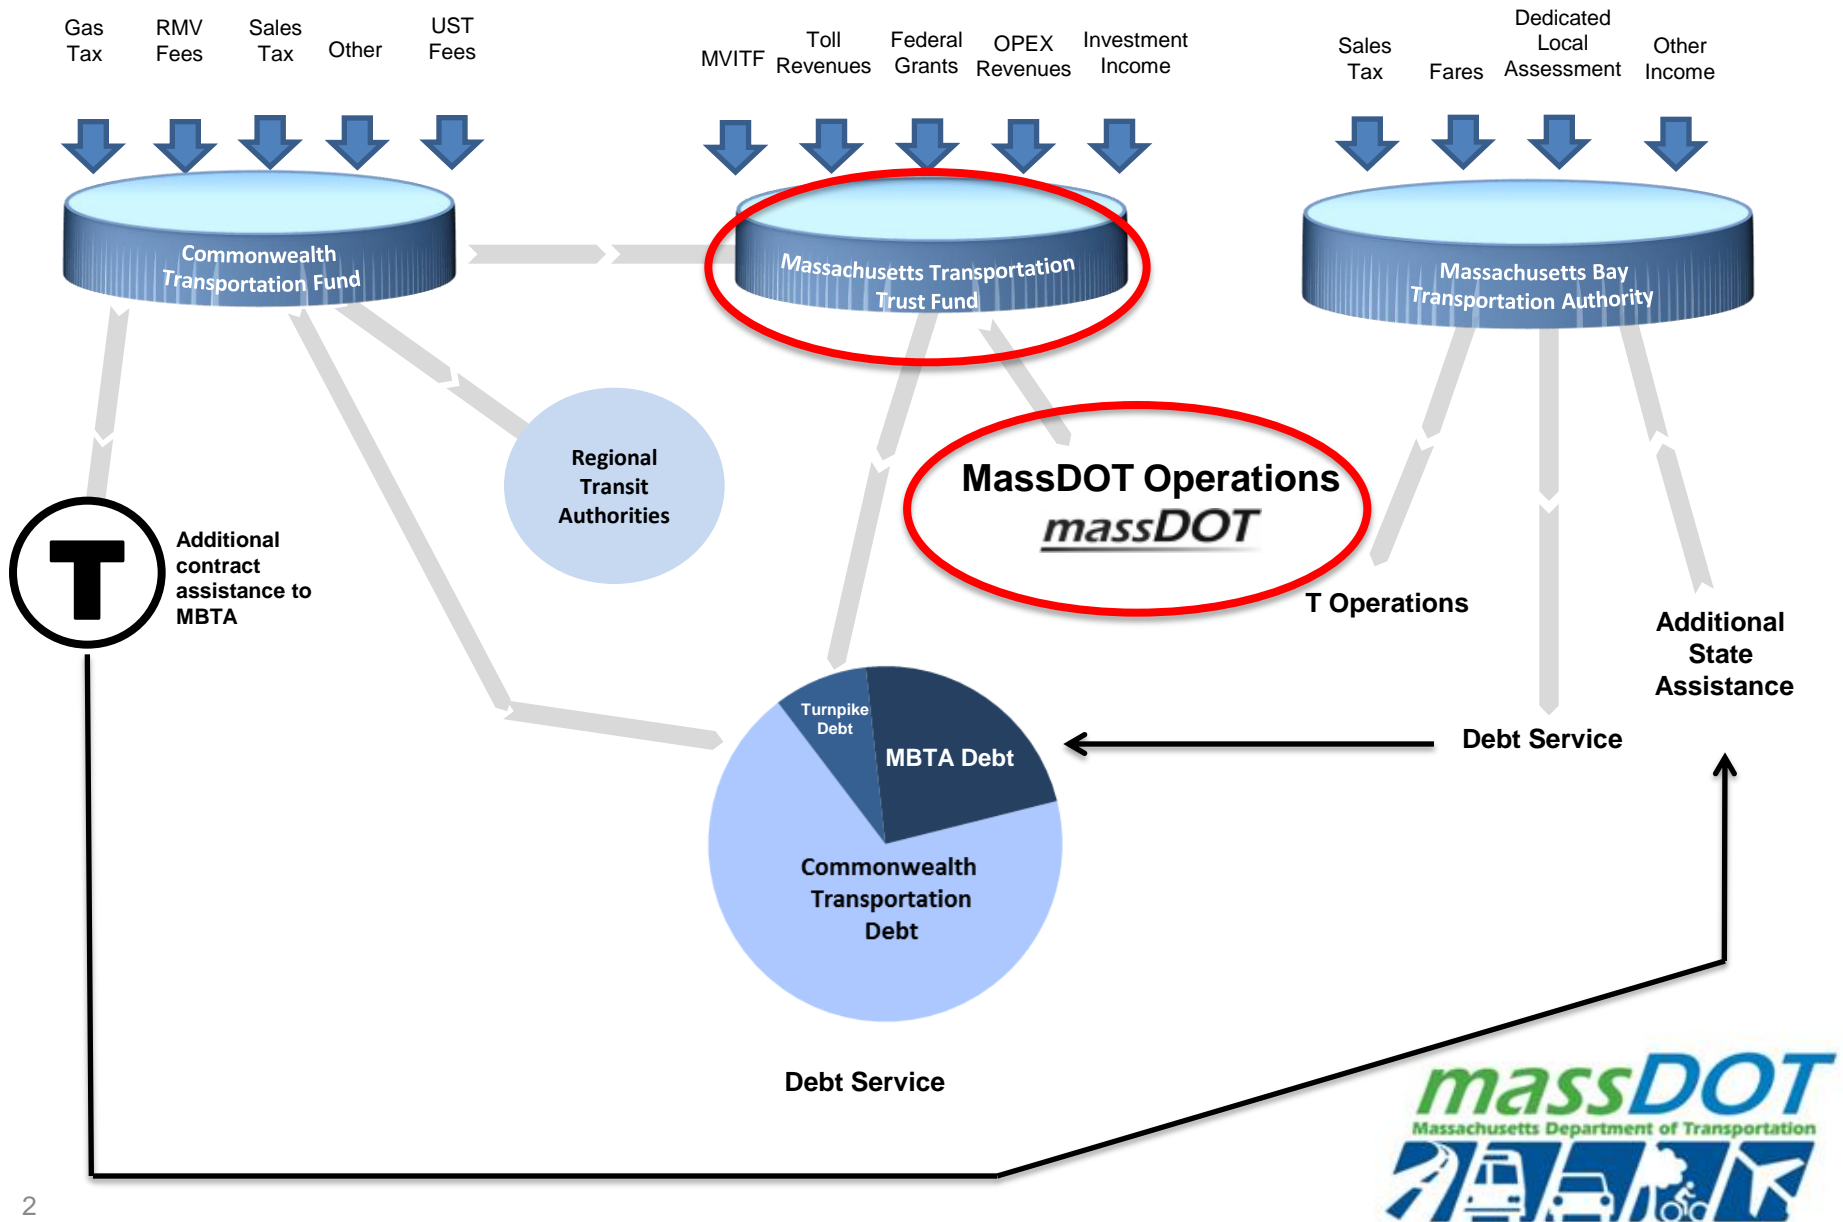 Gas
Tax
RMV
Fees
Sales
Tax
Other
UST
Fees
MVITF
Toll
Revenues
Federal
Grants
OPEX
Revenues
Investment
Income
Sales
Tax
Fares
Dedicated
Local
Assessment
Other
Income
Commonwealth
Transportation Fund
Massachusetts Transportation
Trust Fund
Massachusetts Bay
Transportation Authority
Regional
Transit
Authorities
MassDOT Operations
massDOT
T
Additional
contract
assistance to
MBTA
T Operations
Additional
State
Assistance
Debt Service
Turnpike
Debt
MBTA Debt
Commonwealth
Transportation
Debt
Debt Service
massDOT
Massachusetts Department of Transportation
2